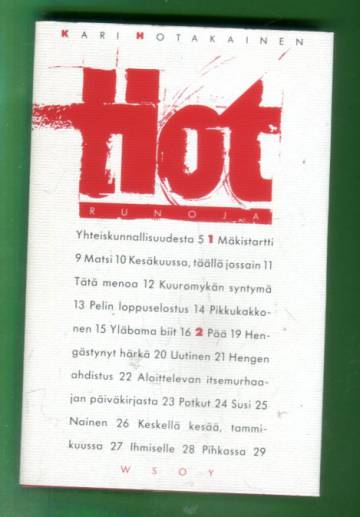 KARI HOTAKAINEN
Hot
RUNOJA
Yhteiskunnallisuudesta 5 1 Mäkistartti
9 Matsi 10 Kesäkuussa, täällä jossain 11
Tätä menoa 12 Kuuromykän syntymä
13 Pelin loppuselostus 14 Pikkukakko-
nen 15 Yläbama biit 16 2 Pää 19 Hen-
gästynyt härkä 20 Uutinen 21 Hengen
ahdistus 22 Aloittelevan itsemurhaa-
jan päiväkirjasta 23 Potkut 24 Susi 25
Nainen 26 Keskellä kesää, tammi-
kuussa 27 Ihmiselle 28 Pihkassa 29
WSOY